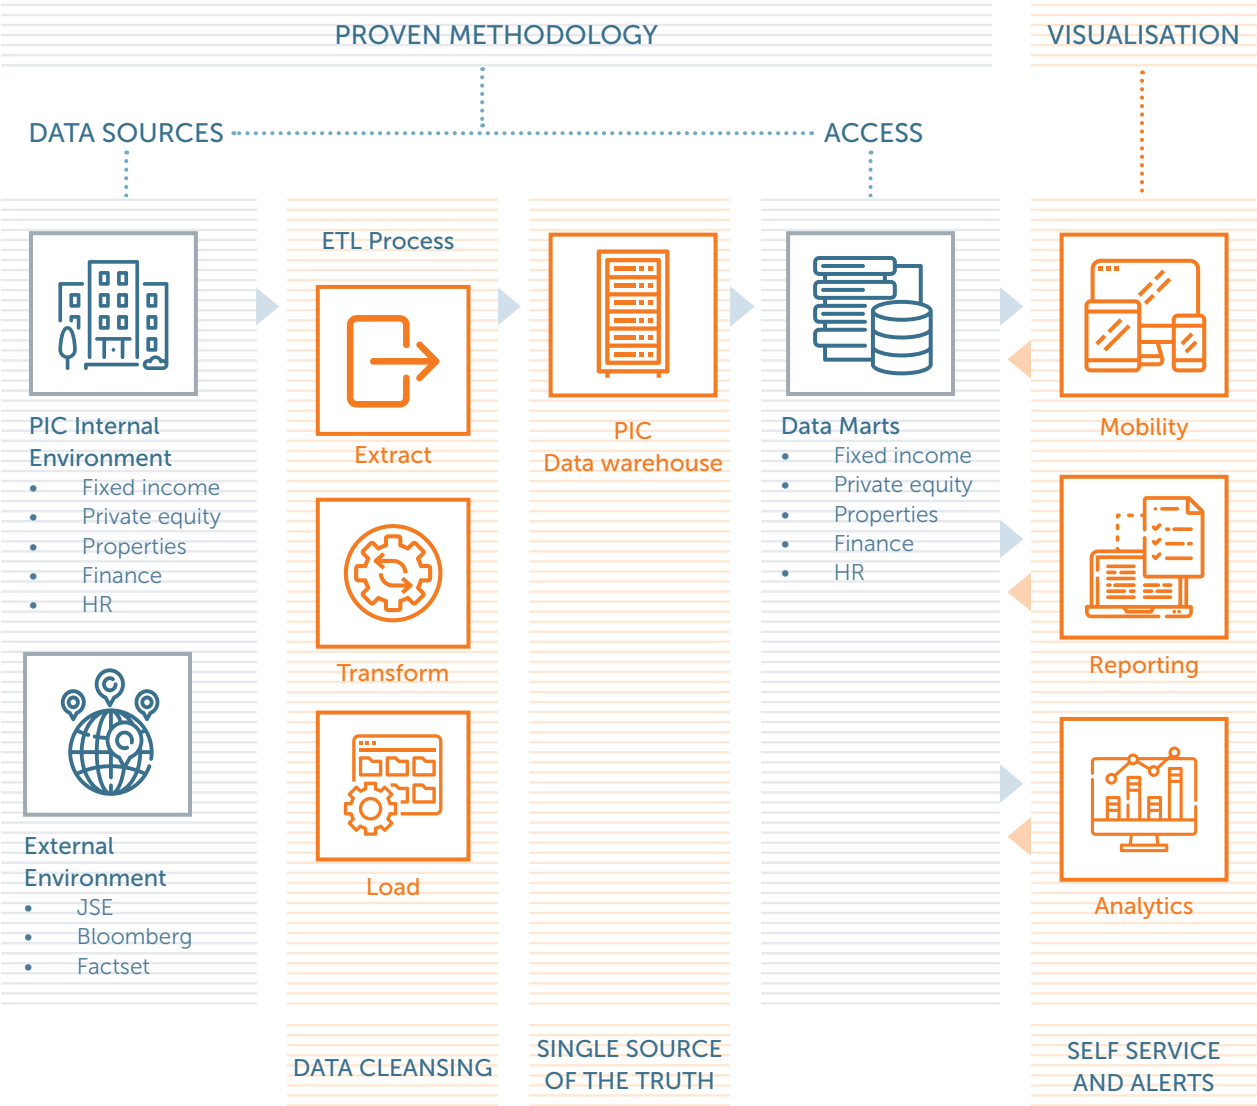 PROVEN METHODOLOGY
VISUALISATION
DATA SOURCES
ACCESS
PIC Internal
Environment
• Fixed income
• Private equity
• Properties
• Finance
• HR
External
Environment
• JSE
• Bloomberg
• Factset
ETL Process
Extract
Transform
Load
DATA CLEANSING
PIC
Data warehouse
SINGLE SOURCE
OF THE TRUTH
Data Marts
• Fixed income
• Private equity
• Properties
• Finance
• HR
Mobility
Reporting
Analytics
SELF SERVICE
AND ALERTS